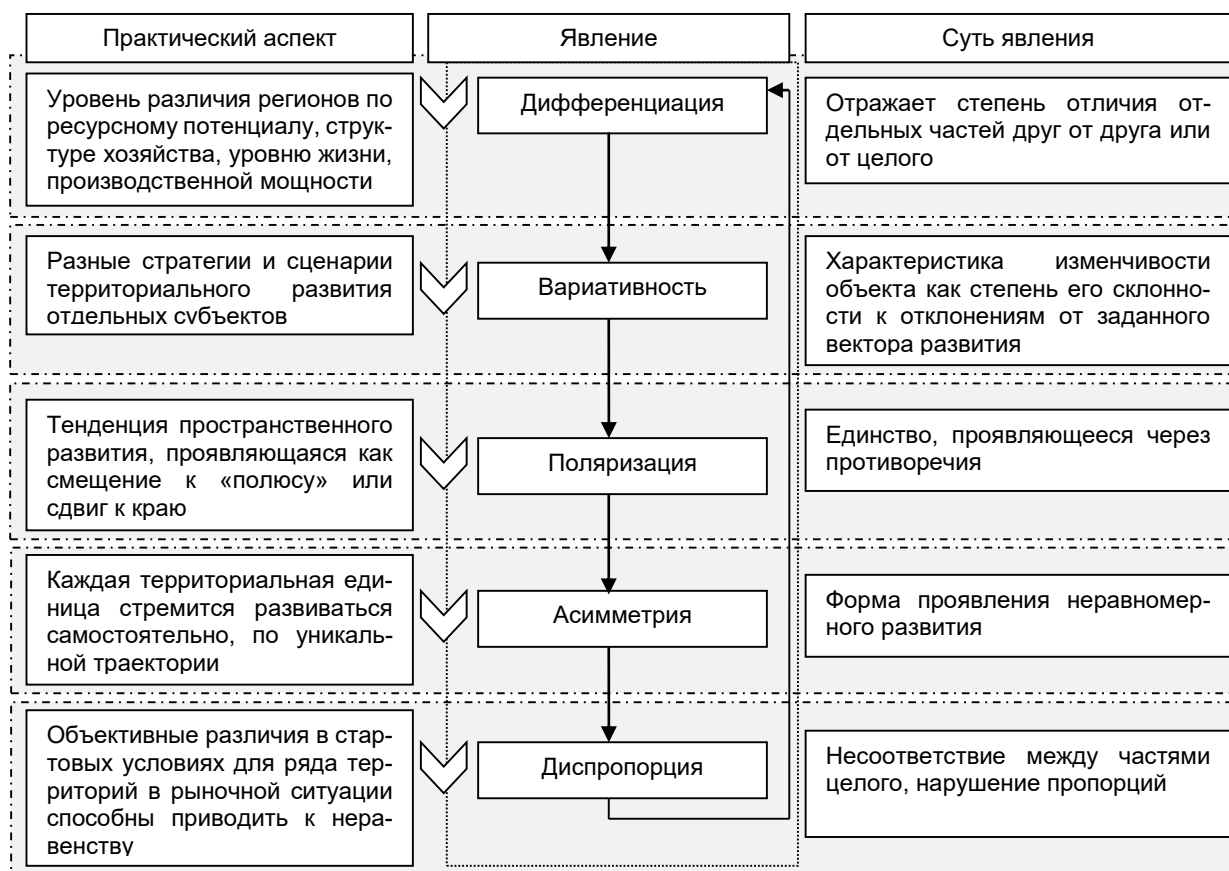 Практический аспект
Явление
Суть явления
Уровень различия регионов по
ресурсному потенциалу, струк-
туре хозяйства, уровню жизни,
производственной мощности
Дифференциация
Отражает степень отличия от-
дельных частей друг от друга или
от целого
Разные стратегии и сценарии
территориального развития
отдельных субъектов
Вариативность
Характеристика изменчивости
объекта как степень его склонно-
сти к отклонениям от заданного
вектора развития
Тенденция пространственного
развития, проявляющаяся как
смещение к «полюсу» или
сдвиг к краю
Поляризация
Единство, проявляющееся через
противоречия
Каждая территориальная еди-
ница стремится развиваться
самостоятельно, по уникаль-
ной траектории
Асимметрия
Форма проявления неравномер-
ного развития
Объективные различия в стар-
товых условиях для ряда тер-
риторий в рыночной ситуации
способны приводить к нера-
венству
Диспропорция
Несоответствие между частями
целого, нарушение пропорций